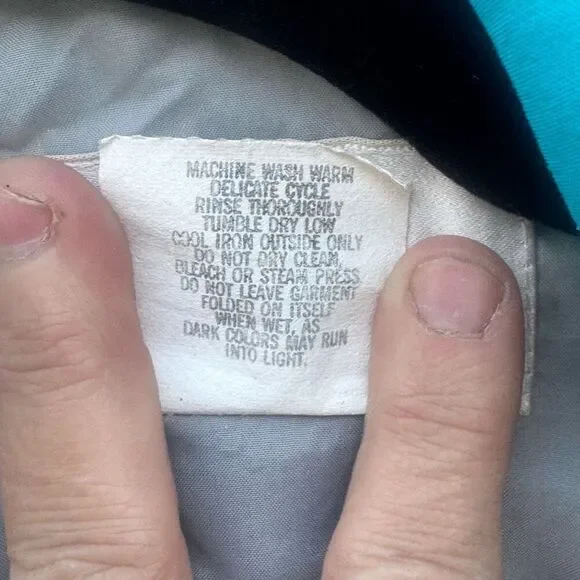 MACHINE WASH WARM
DELICATE CYCLE
RINSE THOROUGHLY
TUMBLE DRY LOW
COOL IRON OUTSIDE ONLY
DO NOT DRY CLEAN,
BLEACH OR STEAM PRESS
DO NOT LEAVE GARMENT
FOLDED ON ITSELF
WHEN WET, AS
DARK COLORS MAY RUN
INTO LIGHT.